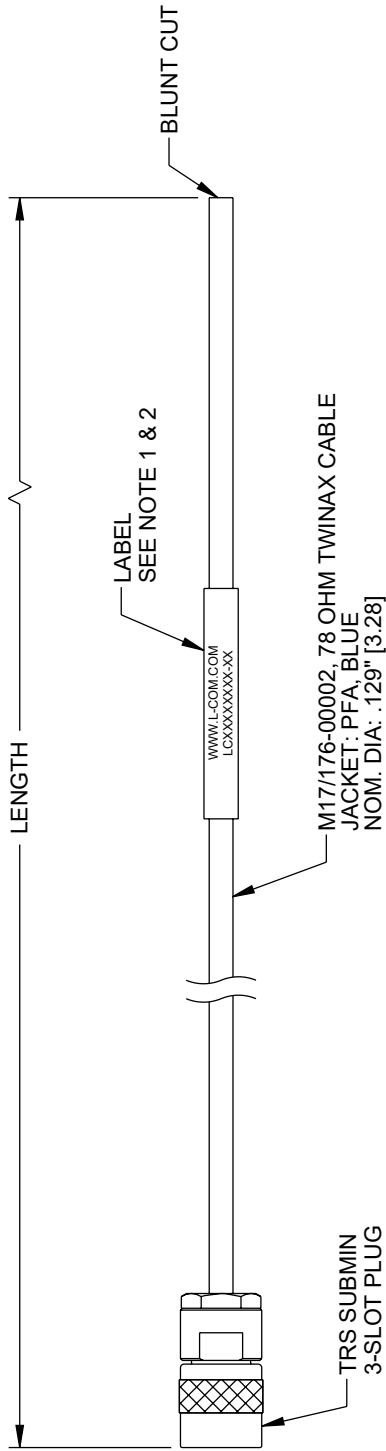 LENGTH
BLUNT CUT
LABEL
SEE NOTE 1 & 2
WWW.L-COM.COM
LCXXXXXXX-XX
M17/176-00002, 78 OHM TWINAX CABLE
JACKET: PFA, BLUE
NOM. DIA: .129" [3.28]
TRS SUBMIN
3-SLOT PLUG